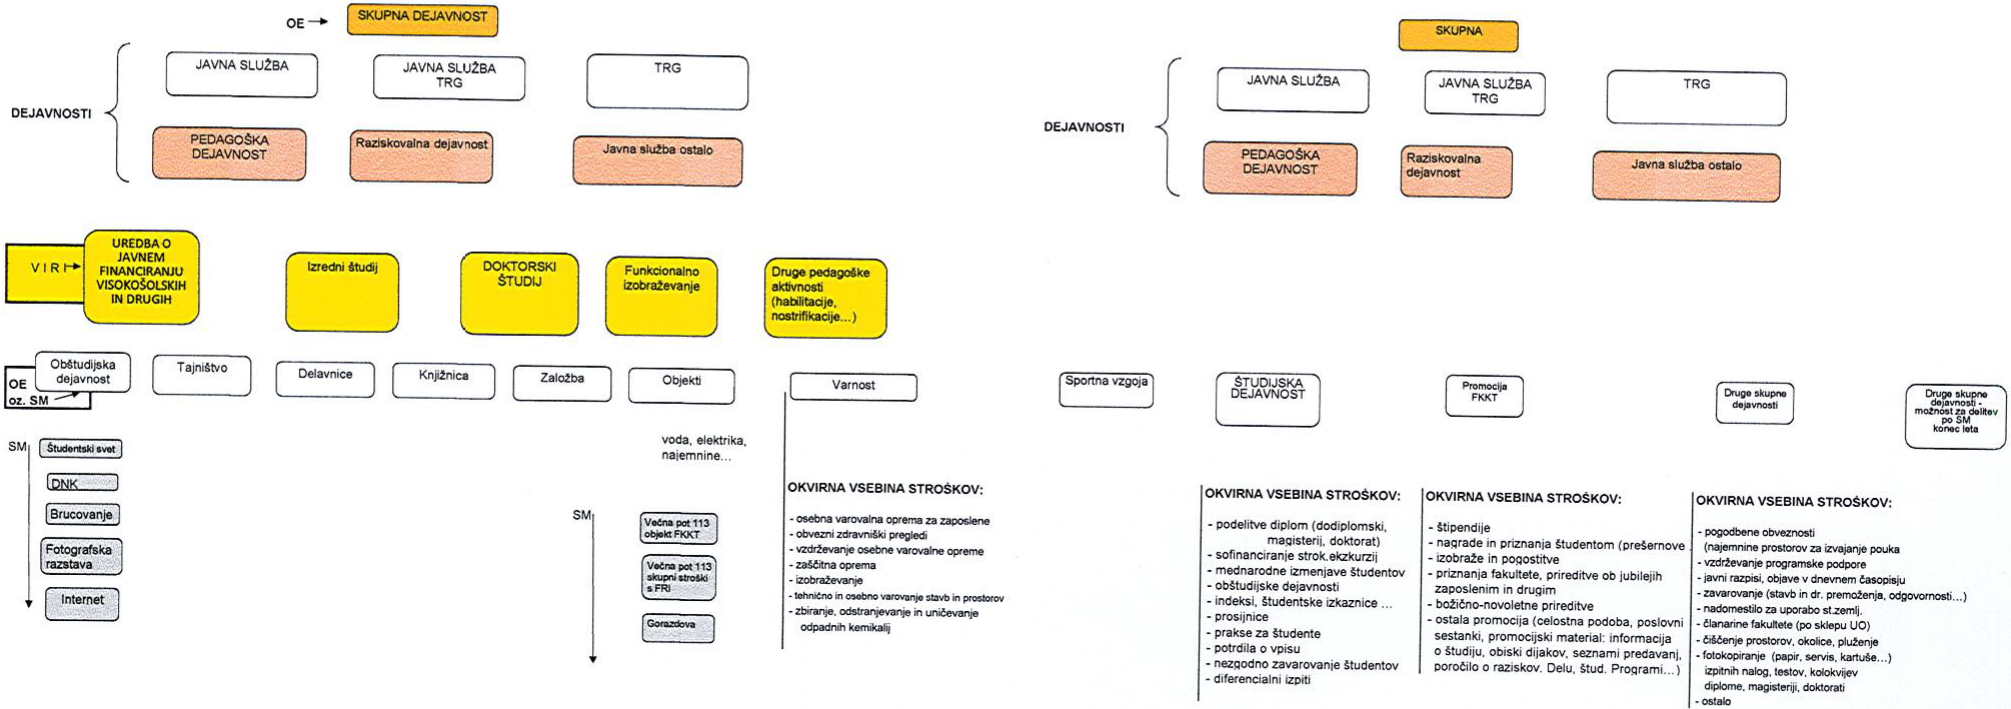 OE
SKUPNA DEJAVNOST
DEJAVNOSTI
JAVNA SLUŽBA
JAVNA SLUŽBA
TRG
TRG
PEDAGOŠKA
DEJAVNOST
Raziskovalna dejavnost
Javna služba ostalo
SKUPNA
DEJAVNOSTI
JAVNA SLUŽBA
JAVNA SLUŽBA
TRG
TRG
PEDAGOŠKA
DEJAVNOST
Raziskovalna
dejavnost
Javna služba ostalo
V I R I
UREDBA O
JAVNEM
FINANCIRANJU
VISOKOŠOLSKIH
IN DRUGIH
Izredni študij
DOKTORSKI
ŠTUDIJ
Funkcionalno
izobraževanje
Druge pedagoške
aktivnosti
(habilitacije,
nostrifikacije...)
OE
oz. SM
Obštudijska
dejavnost
Tajništvo
Delavnice
Knjižnica
Založba
Objekti
Varnost
Sportna vzgoja
ŠTUDIJSKA
DEJAVNOST
Promocija
FKKT
Druge skupne
dejavnosti
Druge skupne
dejavnosti -
možnost za delitev
po SM
konec leta
SM
Študentski svet
DNK
Brucovanje
Fotografska
razstava
Internet
voda, elektrika,
najemnine...
SM
Večna pot 113
objekt FKKT
Večna pot 113
skupni stroški
s FRI
Gorazdova
OKVIRNA VSEBINA STROŠKOV:
- osebna varovalna oprema za zaposlene
- obvezni zdravniški pregledi
- vzdrževanje osebne varovalne opreme
- zaščitna oprema
- izobraževanje
- tehnično in osebno varovanje stavb in prostorov
- zbiranje, odstranjevanje in uničevanje
odpadnih kemikalij
OKVIRNA VSEBINA STROŠKOV:
- podelitve diplom (dodiplomski,
magisterij, doktorat)
- sofinanciranje strok.ekzkurzij
- mednarodne izmenjave študentov
- obštudijske dejavnosti
- indeksi, študentske izkaznice ...
- prosijnice
- prakse za študente
- potrdila o vpisu
- nezgodno zavarovanje študentov
- diferencialni izpiti
OKVIRNA VSEBINA STROŠKOV:
- štipendije
- nagrade in priznanja študentom (prešernove
- izobraže in pogostitve
- priznanja fakultete, prireditve ob jubilejih
zaposlenim in drugim
- božično-novoletne prireditve
- ostala promocija (celostna podoba, poslovni
sestanki, promocijski material: informacija
o študiju, obiski dijakov, seznami predavanj,
poročilo o raziskov. Delu, štud. Programi...)
OKVIRNA VSEBINA STROŠKOV:
- pogodbene obveznosti
(najemnine prostorov za izvajanje pouka
- vzdrževanje programske podpore
- javni razpisi, objave v dnevnem časopisju
- zavarovanje (stavb in dr. premoženja, odgovornosti...)
- nadomestilo za uporabo st.zemlj.
- članarine fakultete (po sklepu UO)
- čiščenje prostorov, okolice, pluženje
- fotokopiranje (papir, servis, kartuše...)
izpitnih nalog, testov, kolokvijev
diplome, magisteriji, doktorati
- ostalo